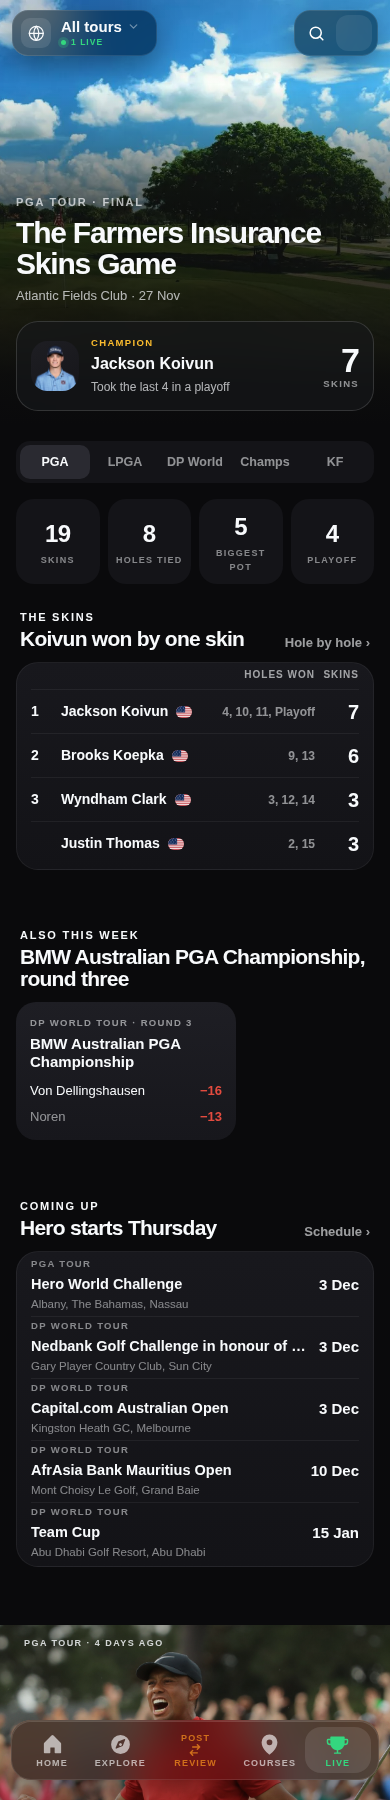 All tours
1 LIVE
PGA TOUR · FINAL
The Farmers Insurance
Skins Game
Atlantic Fields Club · 27 Nov
CHAMPION
Jackson Koivun
Took the last 4 in a playoff
7
SKINS
PGA LPGA DP World Champs KF
19
SKINS
8
HOLES TIED
5
BIGGEST
POT
4
PLAYOFF
THE SKINS
Koivun won by one skin
Hole by hole ›
HOLES WON SKINS
1 Jackson Koivun 4, 10, 11, Playoff 7
2 Brooks Koepka 9, 13 6
3 Wyndham Clark 3, 12, 14 3
Justin Thomas 2, 15 3
ALSO THIS WEEK
BMW Australian PGA Championship,
round three
DP WORLD TOUR · ROUND 3
BMW Australian PGA
Championship
Von Dellingshausen −16
Noren −13
COMING UP
Hero starts Thursday
Schedule ›
PGA TOUR
Hero World Challenge 3 Dec
Albany, The Bahamas, Nassau
DP WORLD TOUR
Nedbank Golf Challenge in honour of … 3 Dec
Gary Player Country Club, Sun City
DP WORLD TOUR
Capital.com Australian Open 3 Dec
Kingston Heath GC, Melbourne
DP WORLD TOUR
AfrAsia Bank Mauritius Open 10 Dec
Mont Choisy Le Golf, Grand Baie
DP WORLD TOUR
Team Cup 15 Jan
Abu Dhabi Golf Resort, Abu Dhabi
PGA TOUR · 4 DAYS AGO
HOME
EXPLORE
POST
REVIEW
COURSES
LIVE